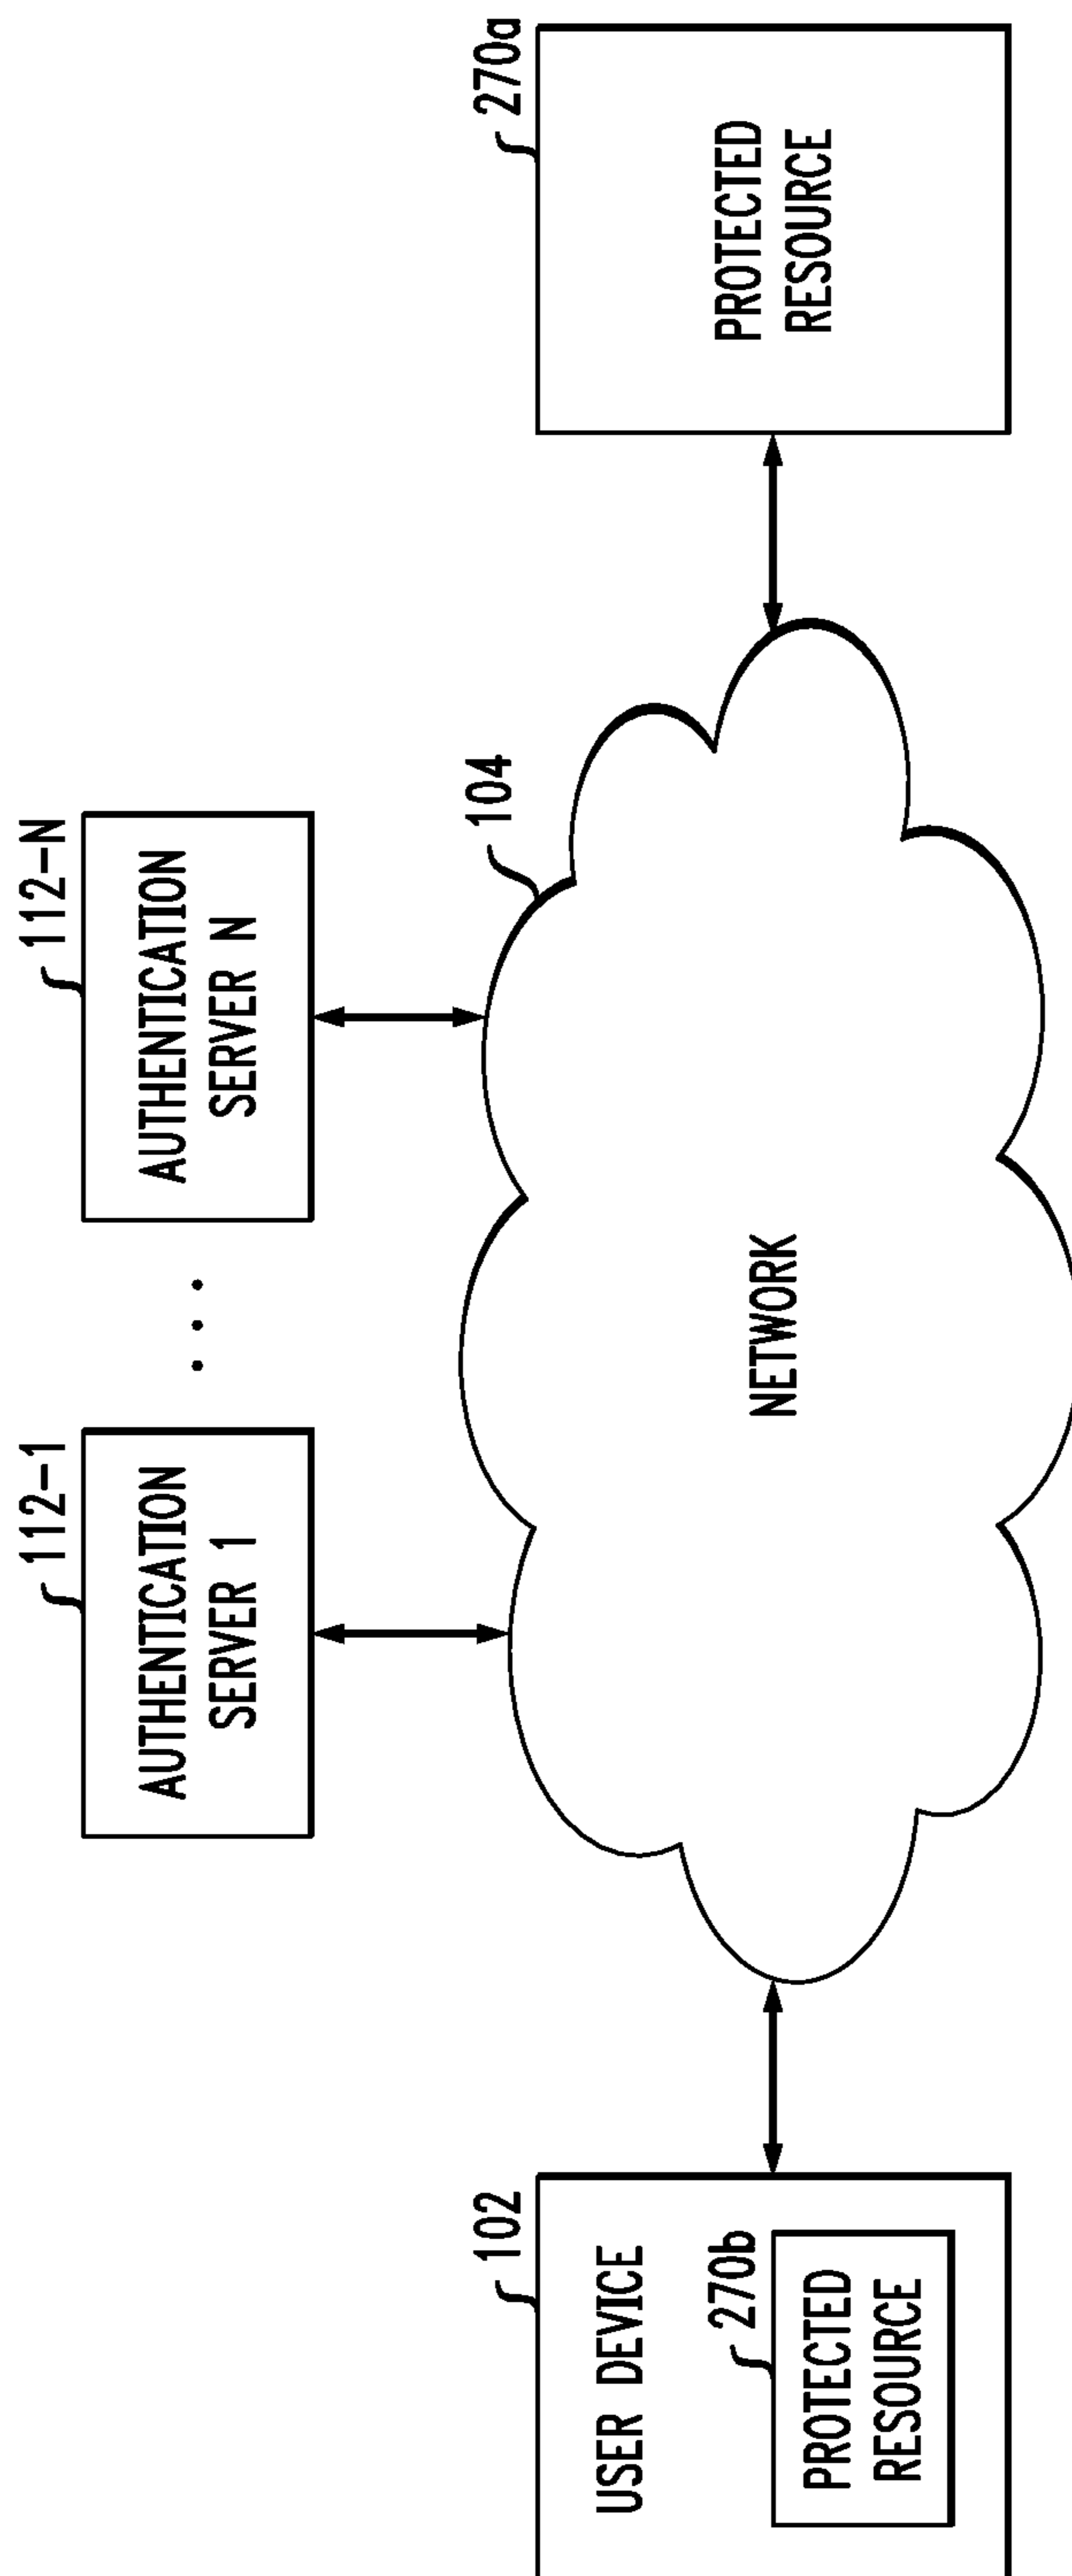 112-1
AUTHENTICATION
SERVER 1
. . .
112-N
AUTHENTICATION
SERVER N
102
USER DEVICE
270b
PROTECTED
RESOURCE
104
NETWORK
270a
PROTECTED
RESOURCE